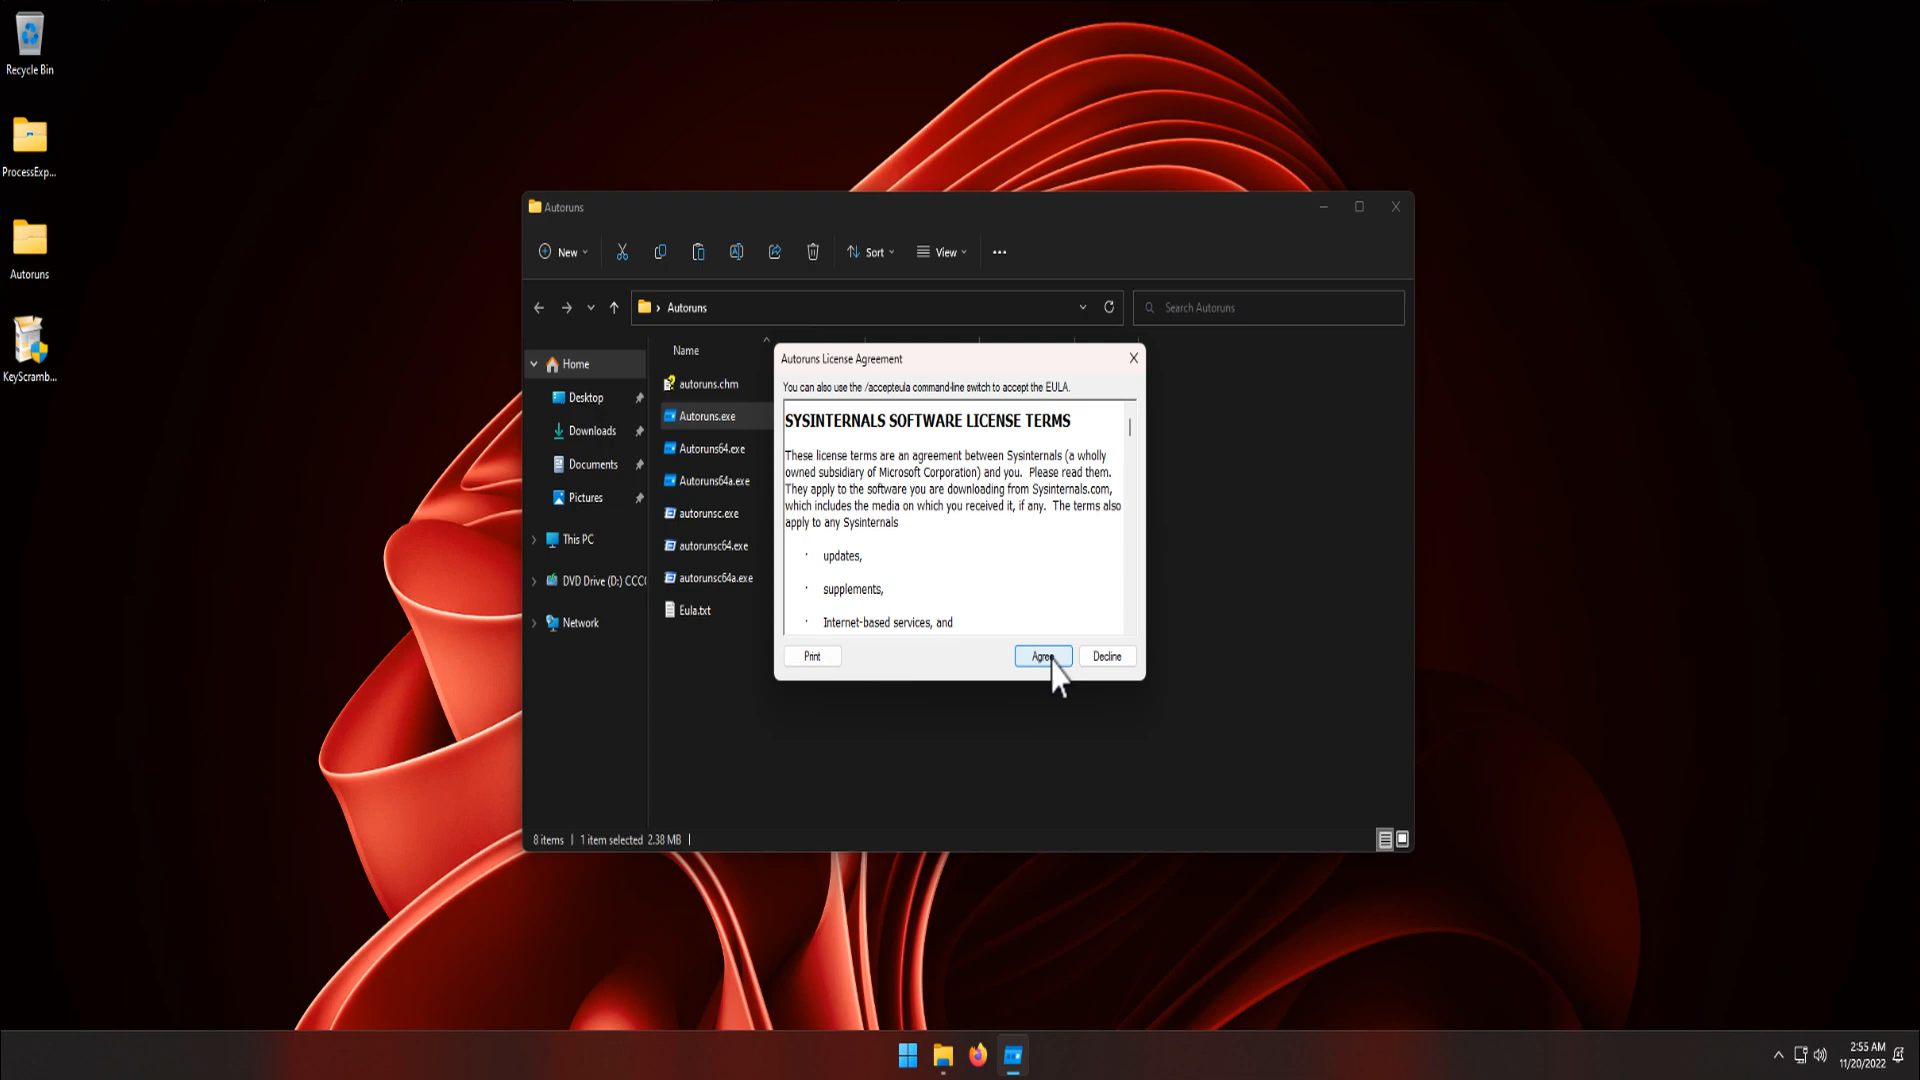 Recycle Bin
ProcessExp...
Autoruns
KeyScramb...
Autoruns
New
Sort
View
Autoruns
Search Autoruns
Home
Desktop
Downloads
Documents
Pictures
This PC
DVD Drive (D:) CCC
Network
Name
autoruns.chm
Autoruns.exe
Autoruns64.exe
Autoruns64a.exe
autorunsc.exe
autorunsc64.exe
autorunsc64a.exe
Eula.txt
Autoruns License Agreement
You can also use the /accepteula command-line switch to accept the EULA.
SYSINTERNALS SOFTWARE LICENSE TERMS
These license terms are an agreement between Sysinternals (a wholly
owned subsidiary of Microsoft Corporation) and you. Please read them.
They apply to the software you are downloading from Sysinternals.com,
which includes the media on which you received it, if any. The terms also
apply to any Sysinternals
· updates,
· supplements,
· Internet-based services, and
Print
Agree
Decline
8 items | 1 item selected 2.38 MB |
2:55 AM
11/20/2022